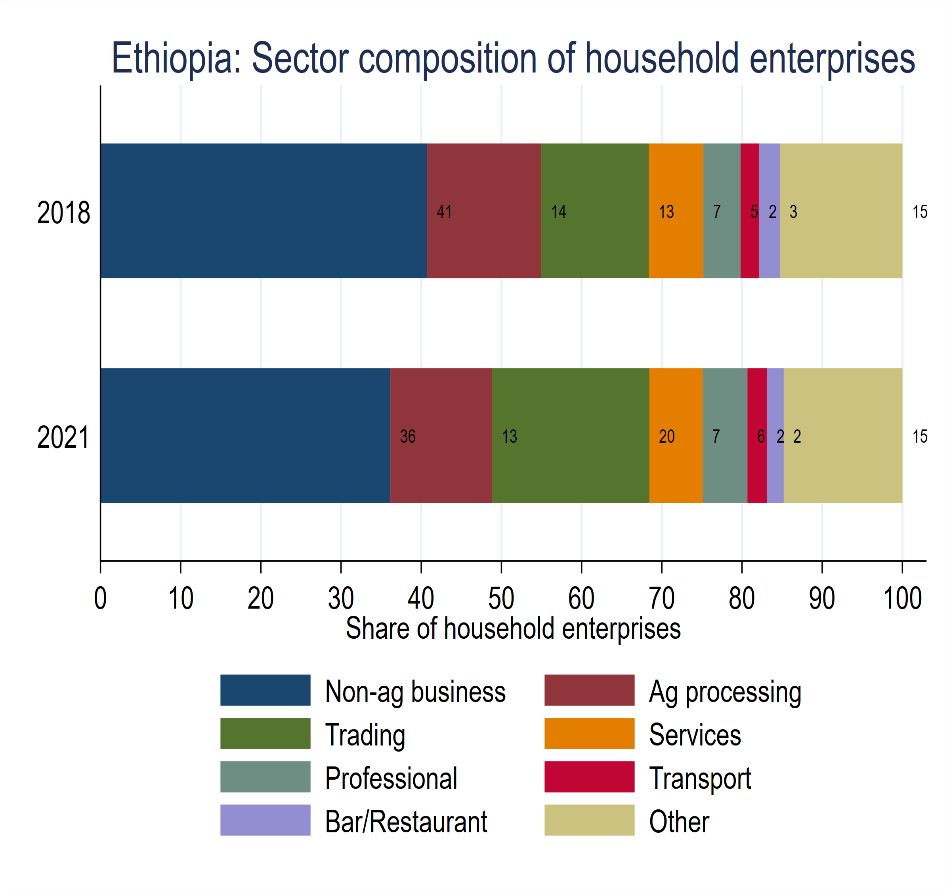 Ethiopia: Sector composition of household enterprises
2018
41 14 13 7 5 2 3 15
2021
36 13 20 7 6 2 2 15
0 10 20 30 40 50 60 70 80 90 100
Share of household enterprises
Non-ag business Ag processing
Trading Services
Professional Transport
Bar/Restaurant Other